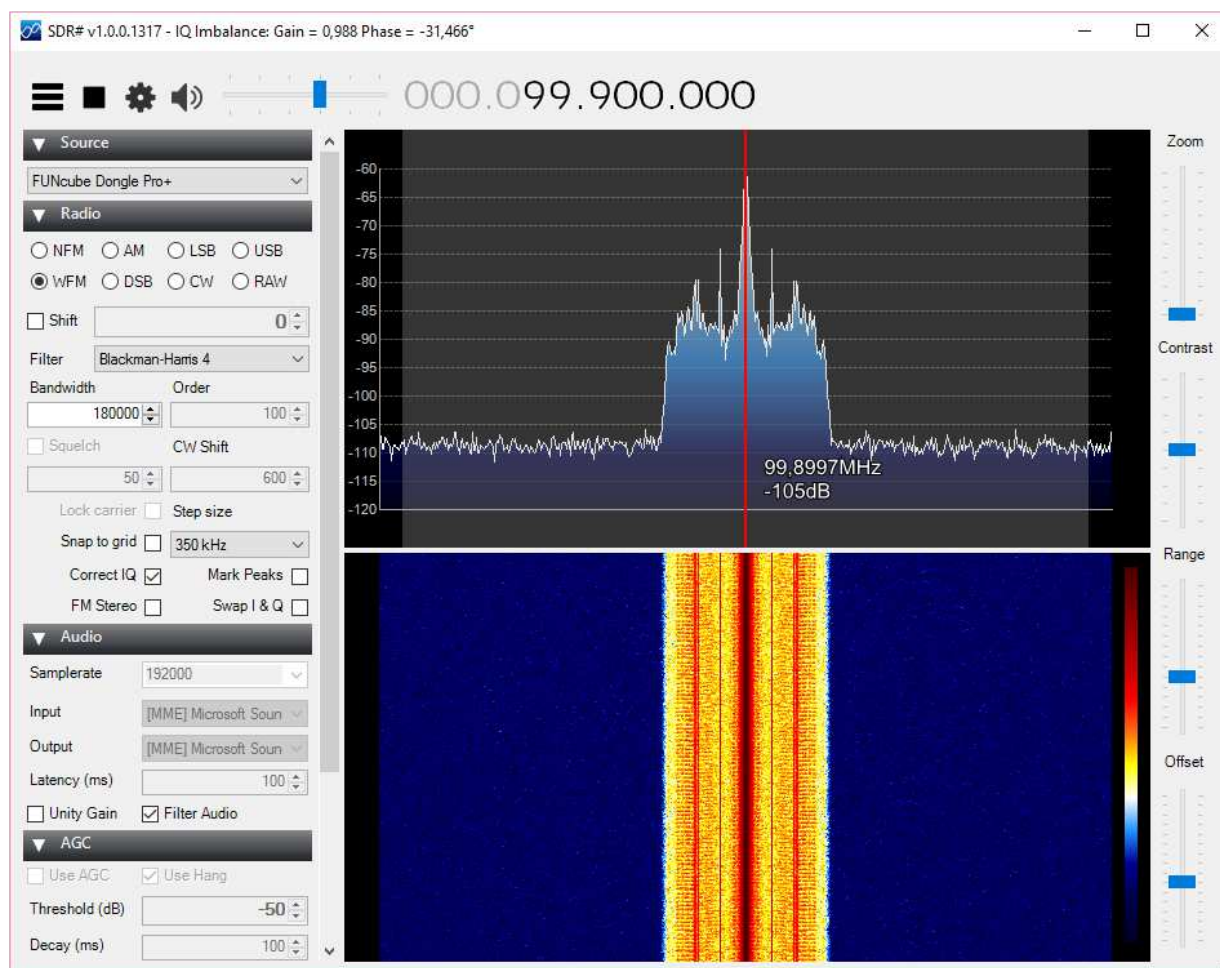 SDR# v1.0.0.1317 - IQ Imbalance: Gain = 0,988 Phase = -31,466°
000.099.900.000
Source
FUNcube Dongle Pro+
Radio
NFM AM LSB USB
WFM DSB CW RAW
Shift 0
Filter Blackman-Harris 4
Bandwidth Order
180000 100
Squelch CW Shift
50 600
Lock carrier Step size
Snap to grid 350 kHz
Correct IQ Mark Peaks
FM Stereo Swap I & Q
Audio
Samplerate 192000
Input [MME] Microsoft Soun
Output [MME] Microsoft Soun
Latency (ms) 100
Unity Gain Filter Audio
AGC
Use AGC Use Hang
Threshold (dB) -50
Decay (ms) 100
-60
-65
-70
-75
-80
-85
-90
-95
-100
-105
-110
-115
-120
99,8997MHz
-105dB
Zoom
Contrast
Range
Offset